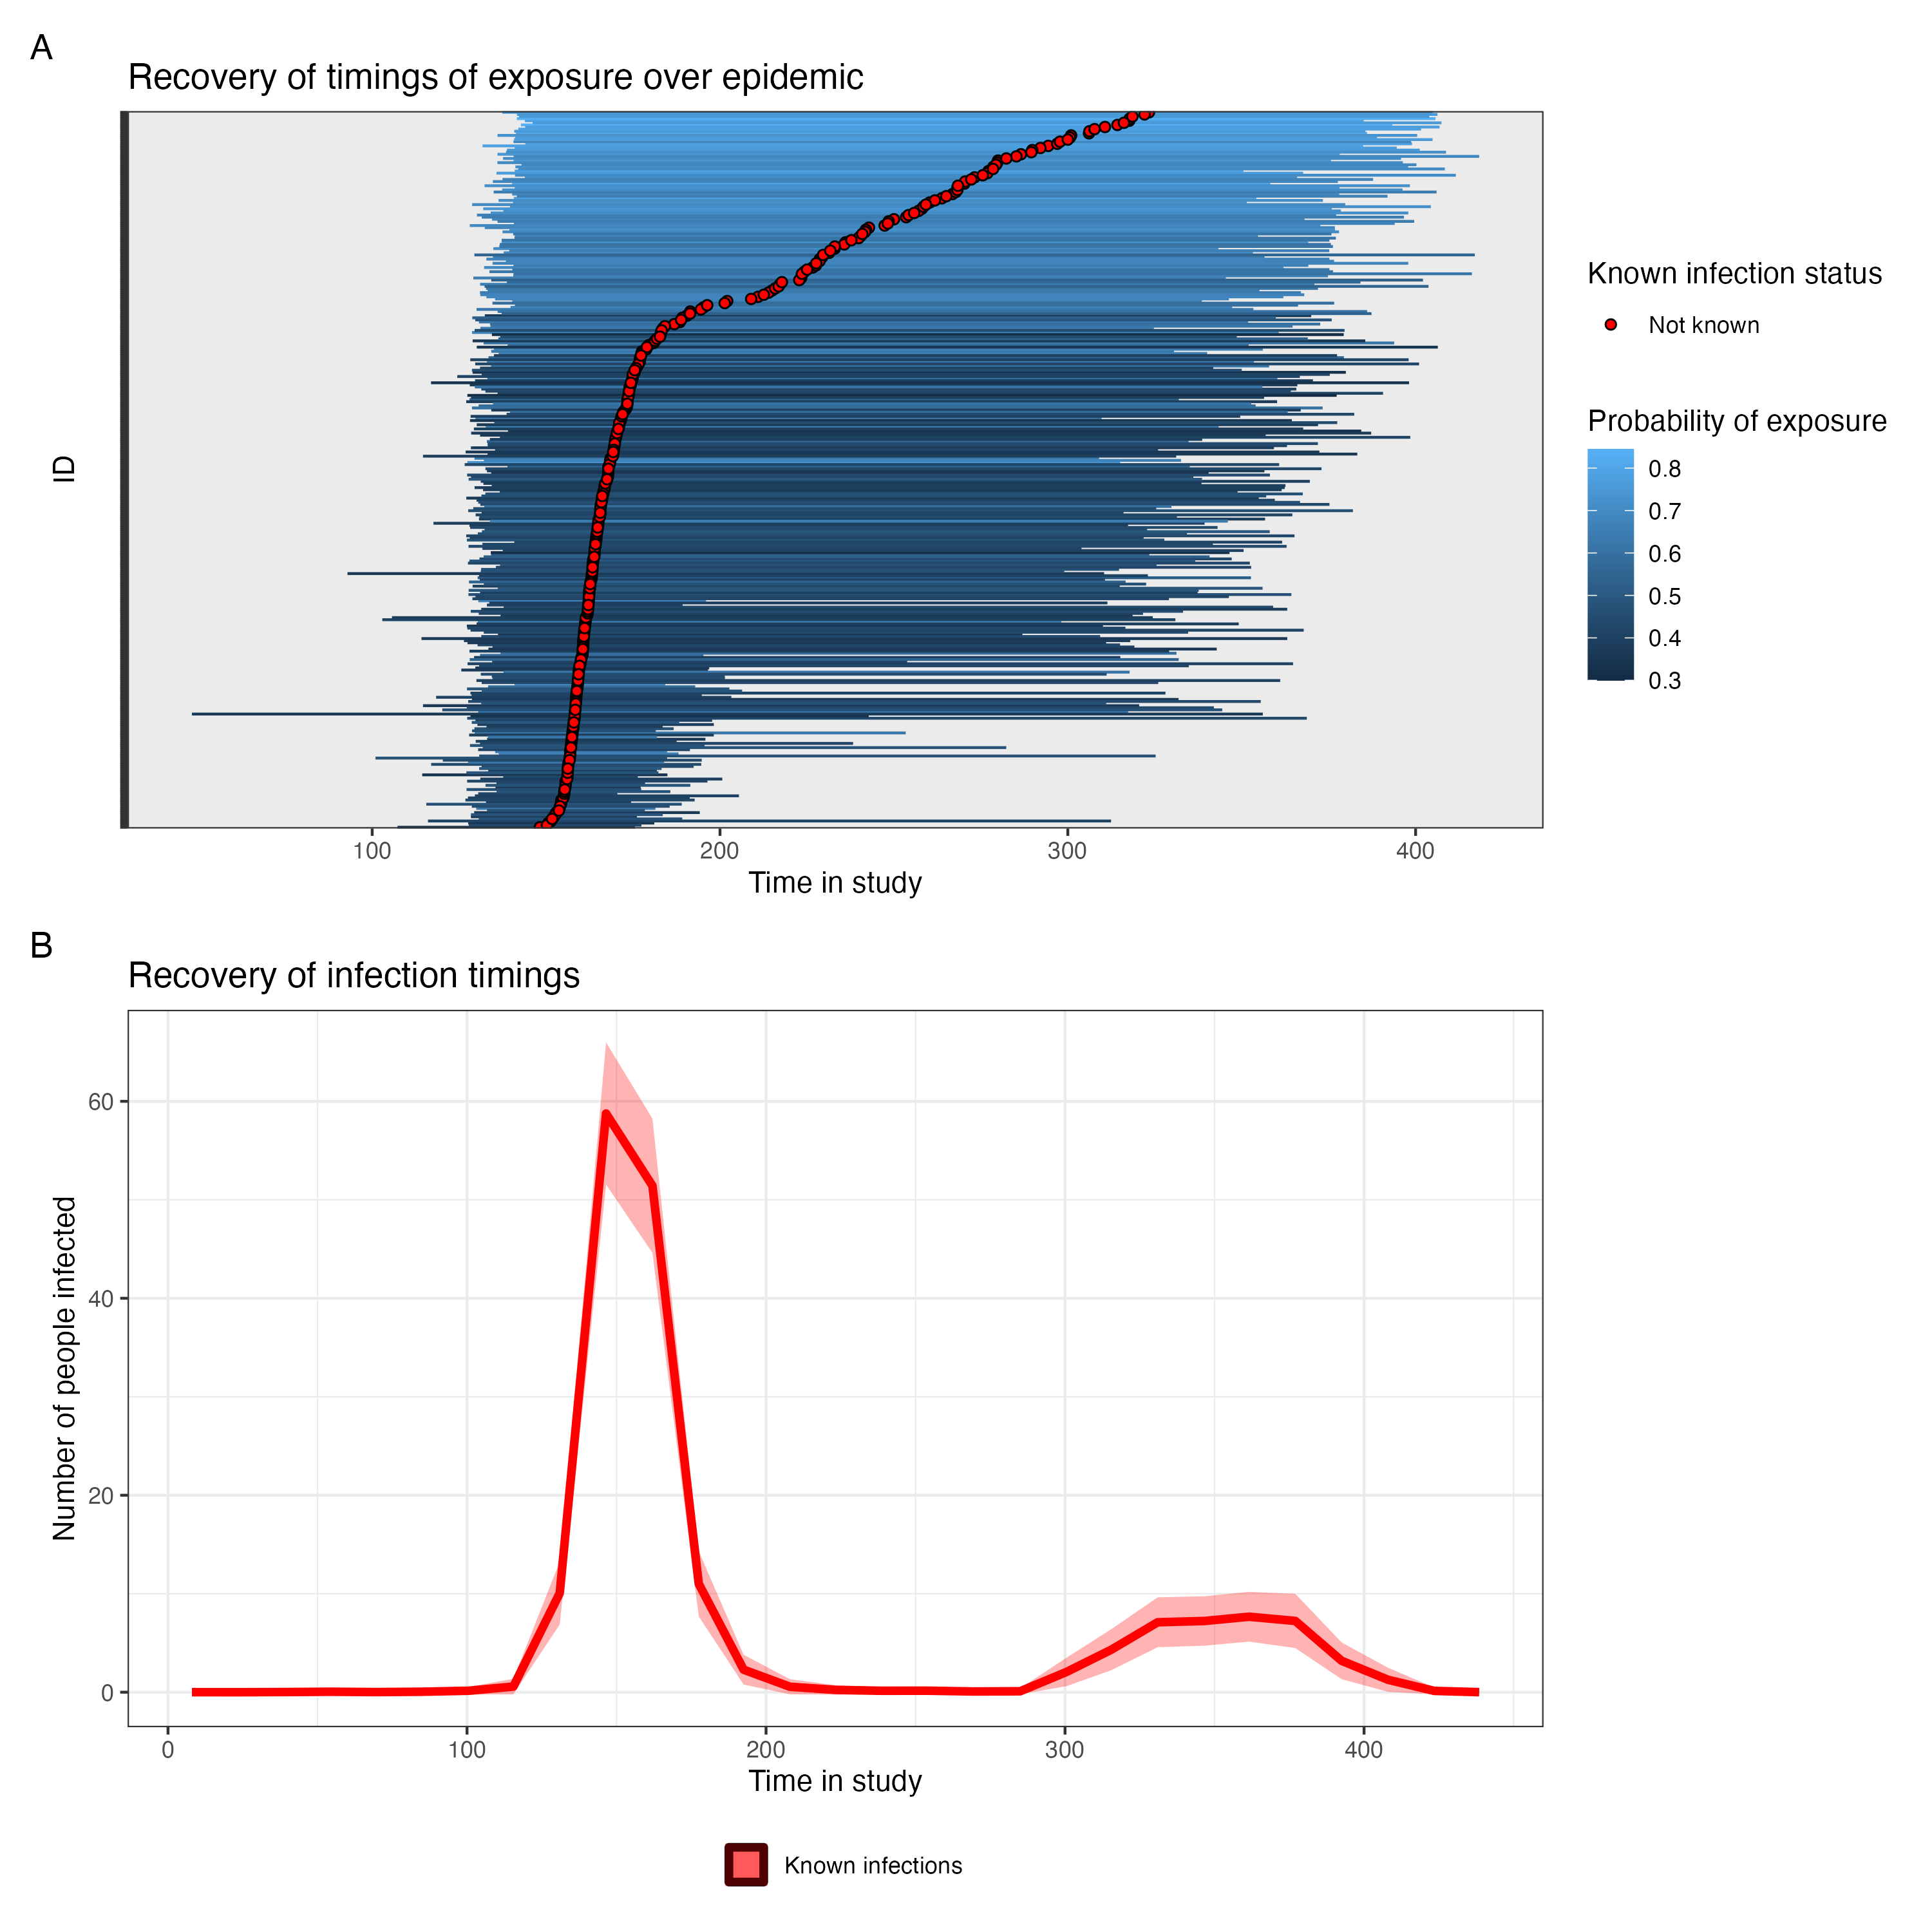 A
Recovery of timings of exposure over epidemic
ID
100 200 300 400
Time in study
Known infection status
Not known
Probability of exposure
0.8
0.7
0.6
0.5
0.4
0.3
B
Recovery of infection timings
Number of people infected
60
40
20
0
0 100 200 300 400
Time in study
Known infections